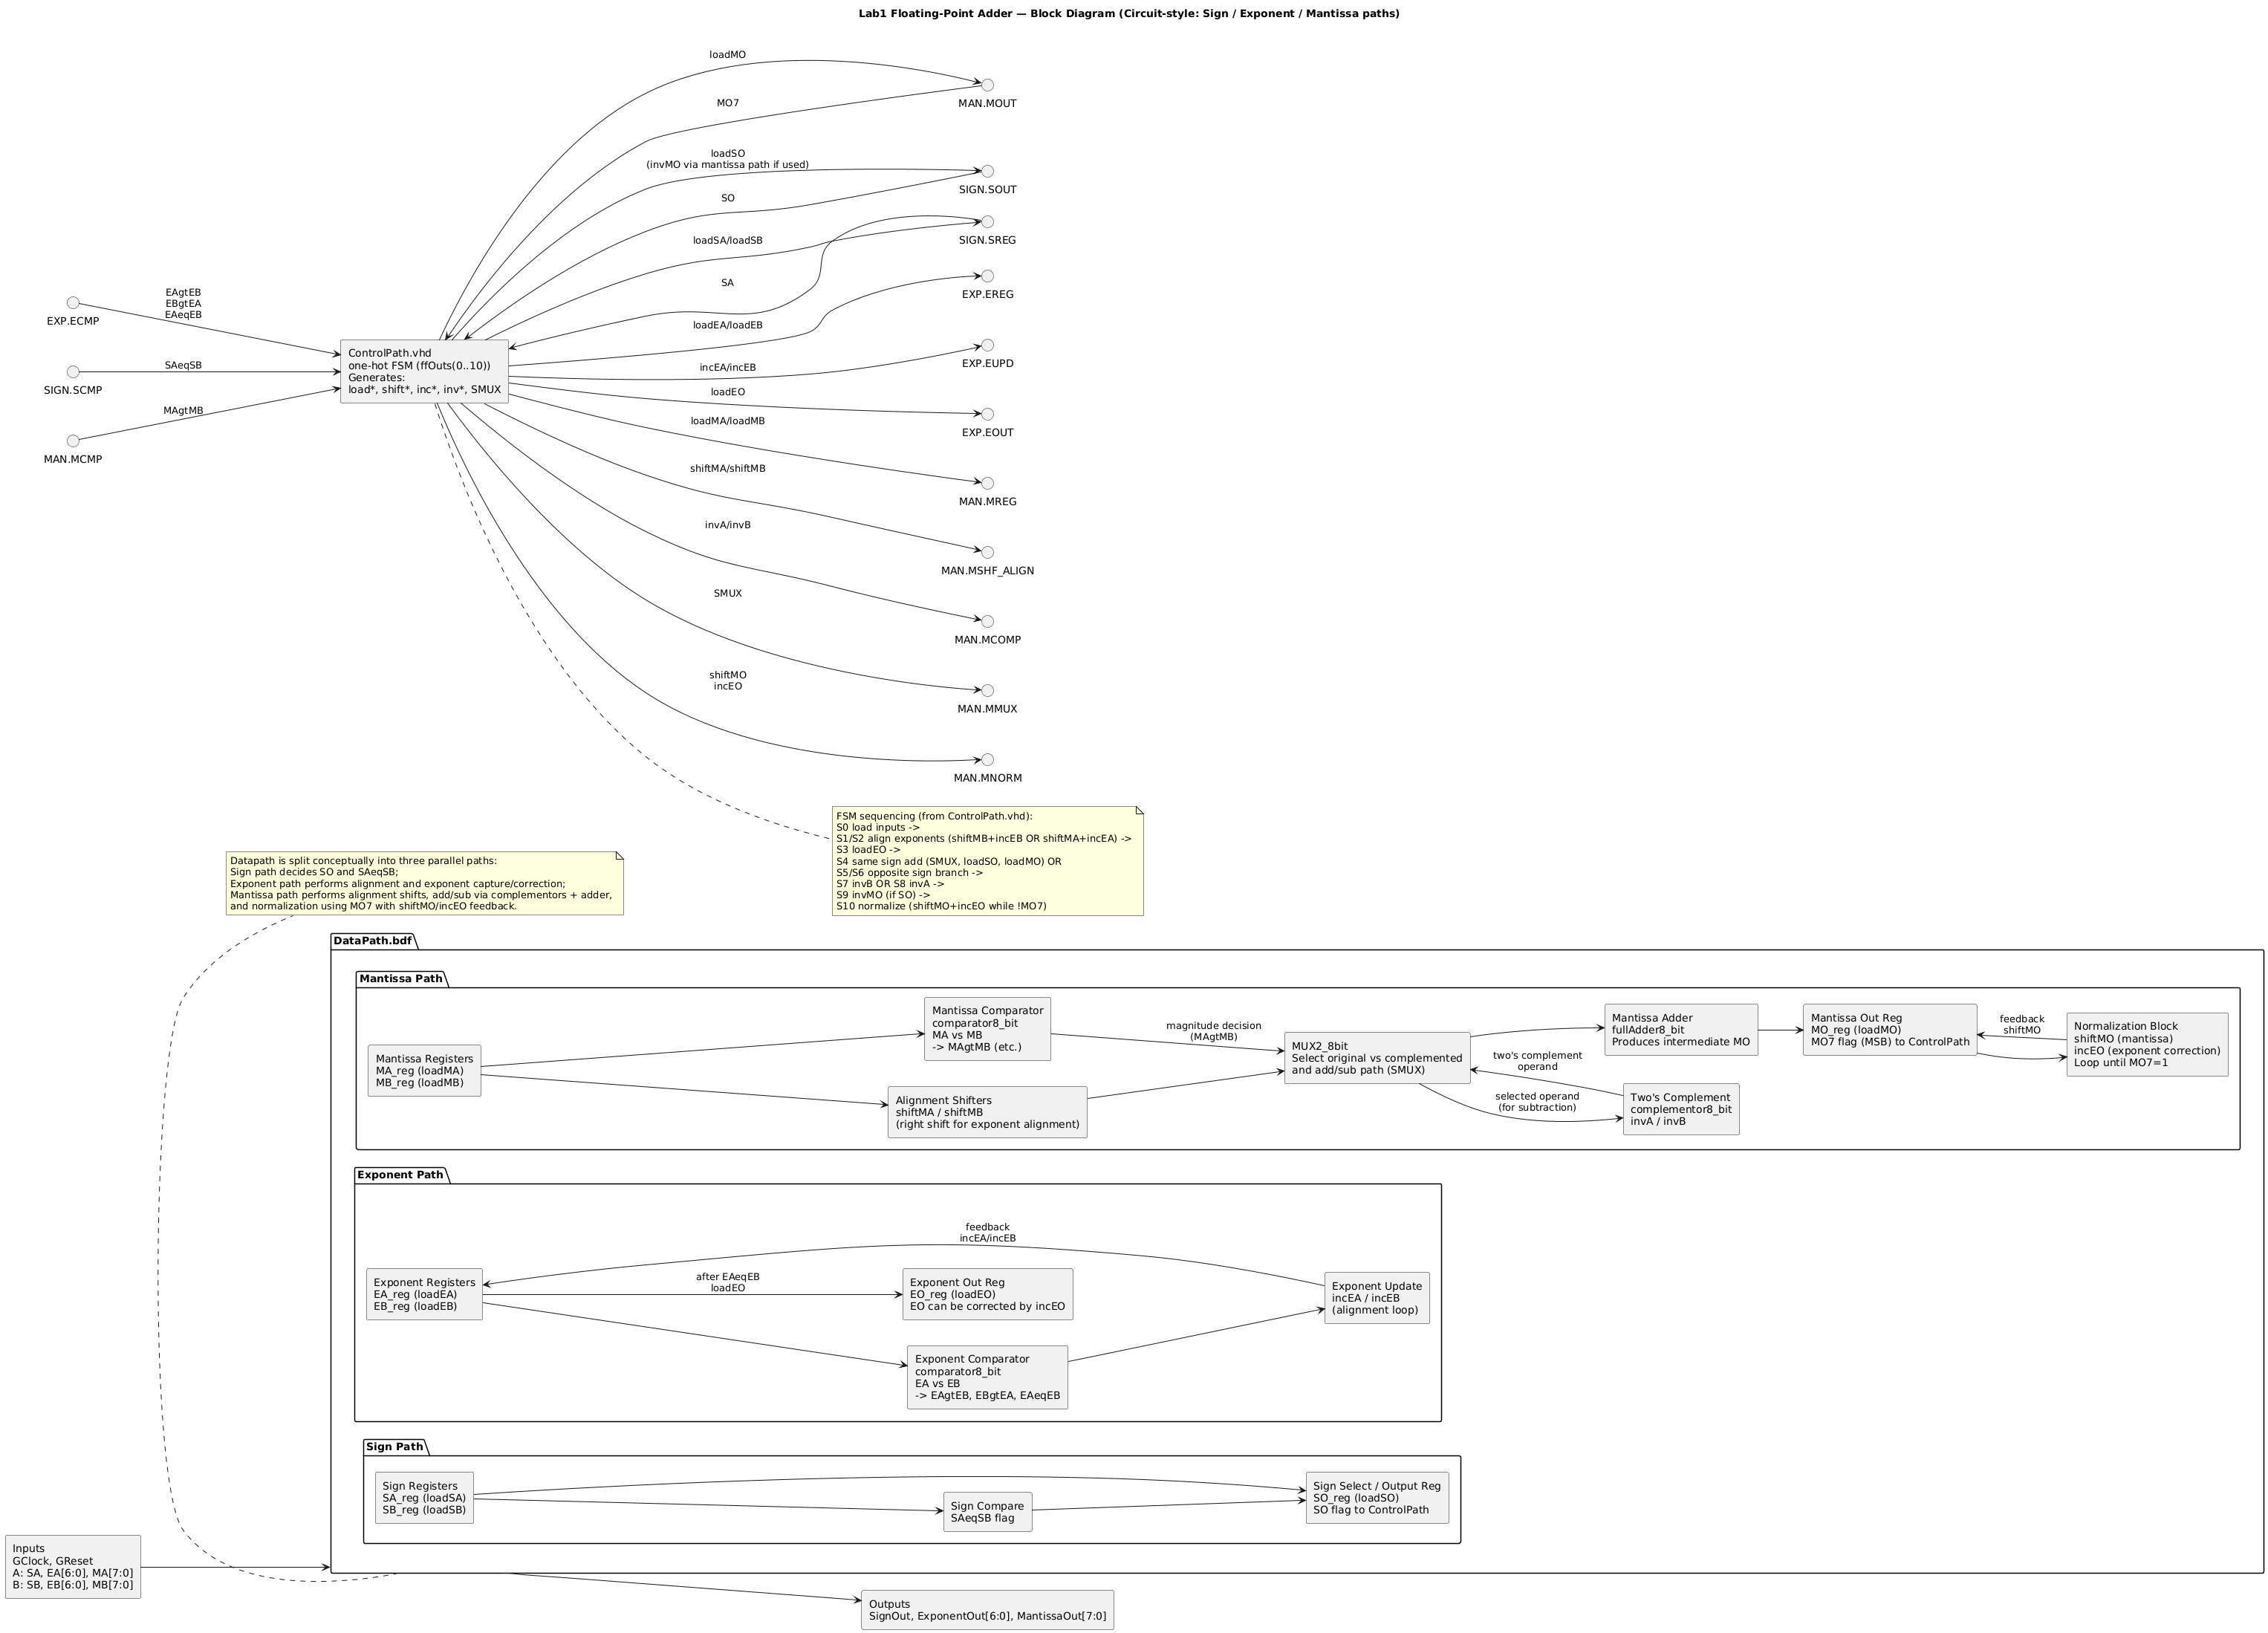 Lab1 Floating-Point Adder — Block Diagram (Circuit-style: Sign / Exponent / Mantissa paths)
loadMO
MAN.MOUT
MO7
loadSO
(invMO via mantissa path if used)
SIGN.SOUT
SO
SIGN.SREG
loadSA/loadSB
SA
EXP.EREG
loadEA/loadEB
EXP.EUPD
incEA/incEB
EXP.EOUT
loadEO
MAN.MREG
loadMA/loadMB
MAN.MSHF_ALIGN
shiftMA/shiftMB
MAN.MCOMP
invA/invB
MAN.MMUX
SMUX
MAN.MNORM
shiftMO
incEO
EXP.ECMP
EAgtEB
EBgtEA
EAeqEB
SIGN.SCMP
SAeqSB
MAN.MCMP
MAgtMB
ControlPath.vhd
one-hot FSM (ffOuts(0..10))
Generates:
load*, shift*, inc*, inv*, SMUX
FSM sequencing (from ControlPath.vhd):
S0 load inputs ->
S1/S2 align exponents (shiftMB+incEB OR shiftMA+incEA) ->
S3 loadEO ->
S4 same sign add (SMUX, loadSO, loadMO) OR
S5/S6 opposite sign branch ->
S7 invB OR S8 invA ->
S9 invMO (if SO) ->
S10 normalize (shiftMO+incEO while !MO7)
Datapath is split conceptually into three parallel paths:
Sign path decides SO and SAeqSB;
Exponent path performs alignment and exponent capture/correction;
Mantissa path performs alignment shifts, add/sub via complementors + adder,
and normalization using MO7 with shiftMO/incEO feedback.
DataPath.bdf
Mantissa Path
Mantissa Registers
MA_reg (loadMA)
MB_reg (loadMB)
Mantissa Comparator
comparator8_bit
MA vs MB
-> MAgtMB (etc.)
Alignment Shifters
shiftMA / shiftMB
(right shift for exponent alignment)
magnitude decision
(MAgtMB)
MUX2_8bit
Select original vs complemented
and add/sub path (SMUX)
two's complement
operand
selected operand
(for subtraction)
Mantissa Adder
fullAdder8_bit
Produces intermediate MO
Two's Complement
complementor8_bit
invA / invB
Mantissa Out Reg
MO_reg (loadMO)
MO7 flag (MSB) to ControlPath
feedback
shiftMO
Normalization Block
shiftMO (mantissa)
incEO (exponent correction)
Loop until MO7=1
Exponent Path
Exponent Registers
EA_reg (loadEA)
EB_reg (loadEB)
after EAeqEB
loadEO
Exponent Out Reg
EO_reg (loadEO)
EO can be corrected by incEO
feedback
incEA/incEB
Exponent Comparator
comparator8_bit
EA vs EB
-> EAgtEB, EBgtEA, EAeqEB
Exponent Update
incEA / incEB
(alignment loop)
Sign Path
Sign Registers
SA_reg (loadSA)
SB_reg (loadSB)
Sign Compare
SAeqSB flag
Sign Select / Output Reg
SO_reg (loadSO)
SO flag to ControlPath
Inputs
GClock, GReset
A: SA, EA[6:0], MA[7:0]
B: SB, EB[6:0], MB[7:0]
Outputs
SignOut, ExponentOut[6:0], MantissaOut[7:0]